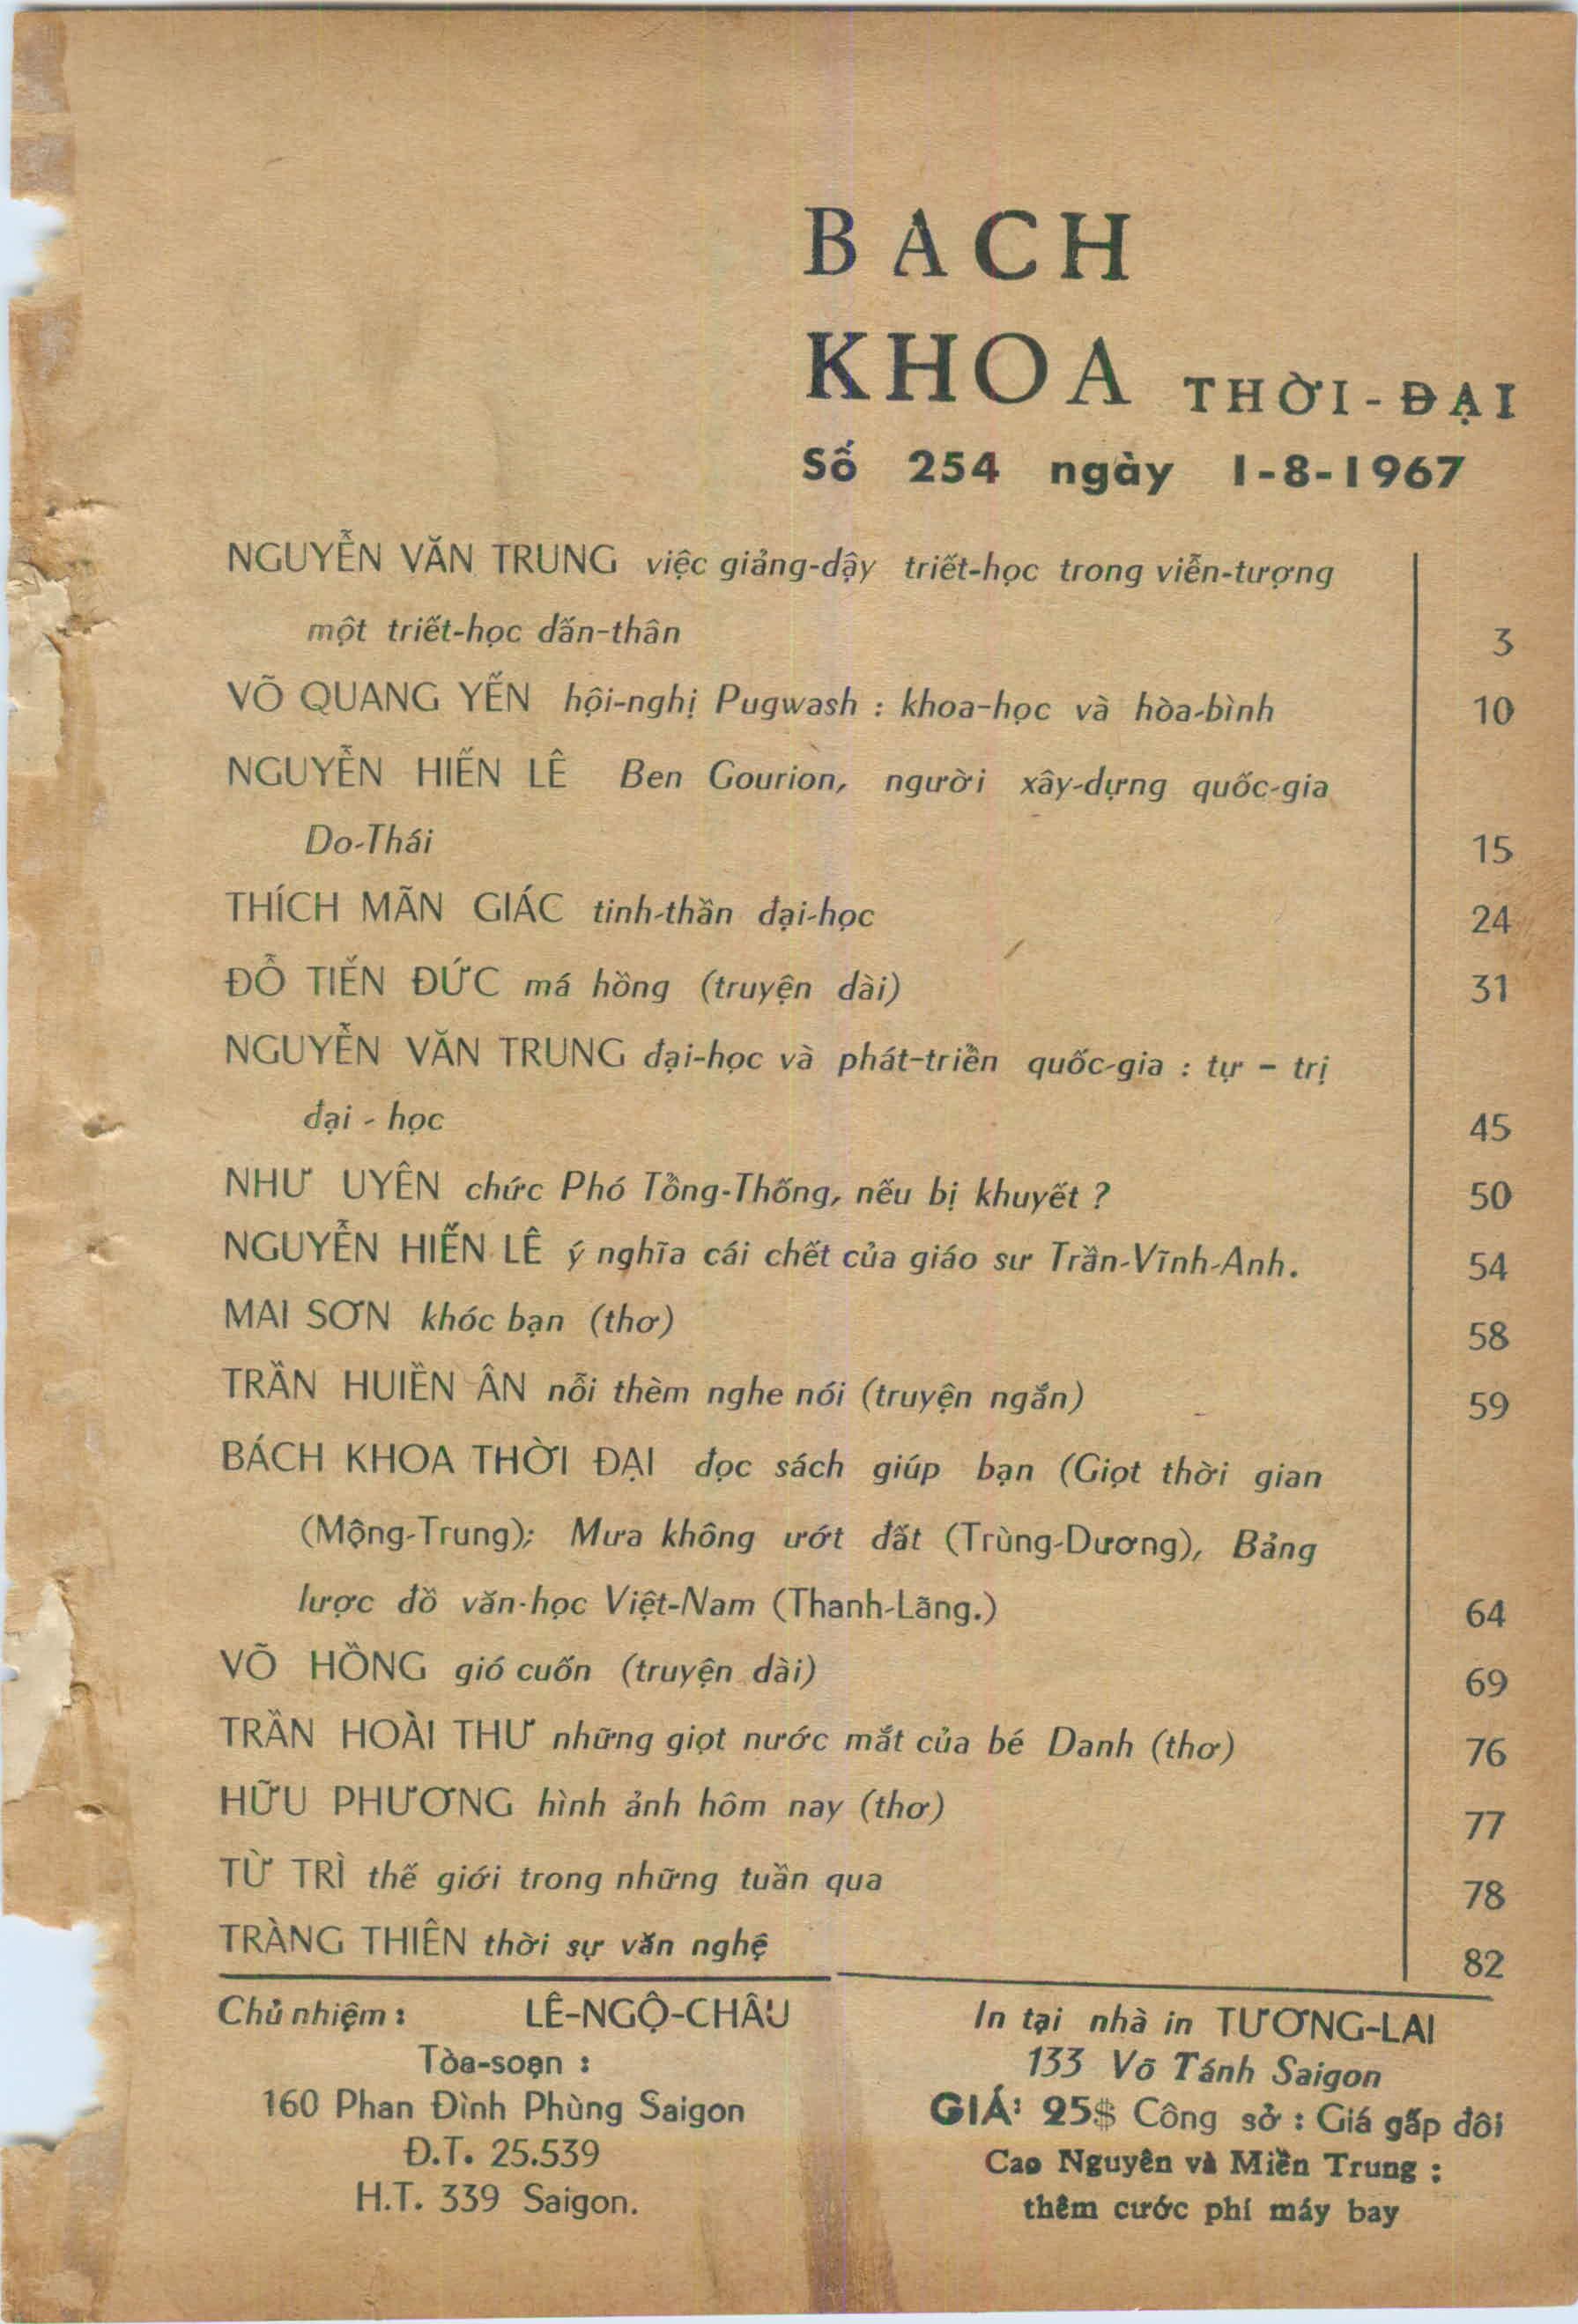 BACH
KHOA THỜI-ĐẠI
Số 254 ngày 1-8-1967
NGUYỄN VĂN TRUNG việc giảng-dậy triết-học trong viễn-tượng
một triết-học dấn-thân 3
VÕ QUANG YẾN hội-nghị Pugwash : khoa-học và hòa-bình 10
NGUYỄN HIẾN LÊ Ben Gourion, người xây-dựng quốc-gia
Do-Thái 15
THÍCH MÃN GIÁC tinh-thần đại-học 24
ĐỖ TIẾN ĐỨC má hồng (truyện dài) 31
NGUYỄN VĂN TRUNG đại-học và phát-triển quốc-gia : tự - trị
đại - học 45
NHƯ UYÊN chức Phó Tổng-Thống, nếu bị khuyết ? 50
NGUYỄN HIẾN LÊ ý nghĩa cái chết của giáo sư Trần-Vĩnh-Anh. 54
MAI SƠN khóc bạn (thơ) 58
TRẦN HUIỀN ÂN nỗi thèm nghe nói (truyện ngắn) 59
BÁCH KHOA THỜI ĐẠI đọc sách giúp bạn (Giọt thời gian
(Mộng-Trung); Mưa không ướt đất (Trùng-Dương), Bảng
lược đồ văn-học Việt-Nam (Thanh-Lãng.) 64
VÕ HỒNG gió cuốn (truyện dài) 69
TRẦN HOÀI THƯ những giọt nước mắt của bé Danh (thơ) 76
HỮU PHƯƠNG hình ảnh hôm nay (thơ) 77
TỪ TRÌ thế giới trong những tuần qua 78
TRÀNG THIÊN thời sự văn nghệ 82
Chủ nhiệm : LÊ-NGỘ-CHÂU
Tòa-soạn :
160 Phan Đình Phùng Saigon
Đ.T. 25.539
H.T. 339 Saigon.
In tại nhà in TƯƠNG-LAI
133 Võ Tánh Saigon
GIÁ: 25$ Công sở : Giá gấp đôi
Cao Nguyên và Miền Trung :
thêm cước phí máy bay